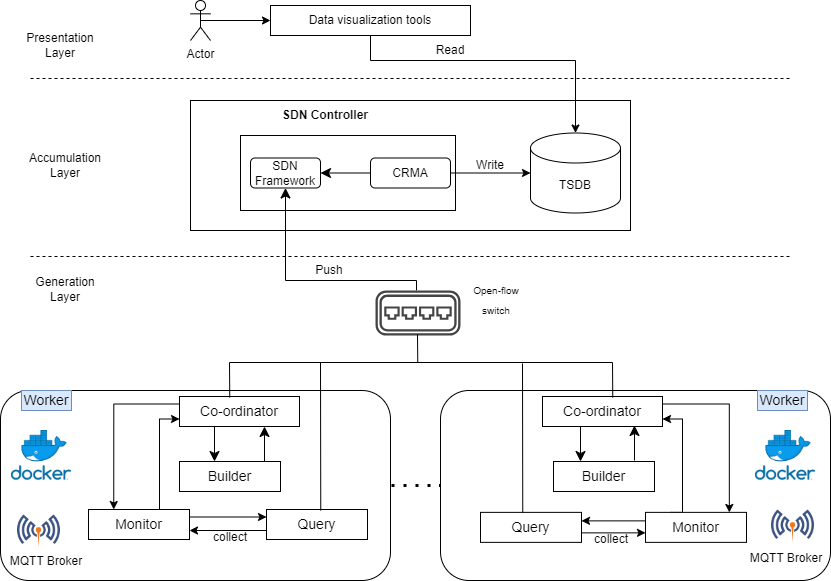 Data visualization tools
Presentation
Layer
Actor
Read
SDN Controller
Accumulation
Layer
SDN
Framework
CRMA
Write
TSDB
Generation
Layer
Push
Open-flow
switch
Worker
Co-ordinator
docker
Builder
Monitor
Query
collect
MQTT Broker
Worker
Co-ordinator
docker
Builder
Query
Monitor
collect
MQTT Broker